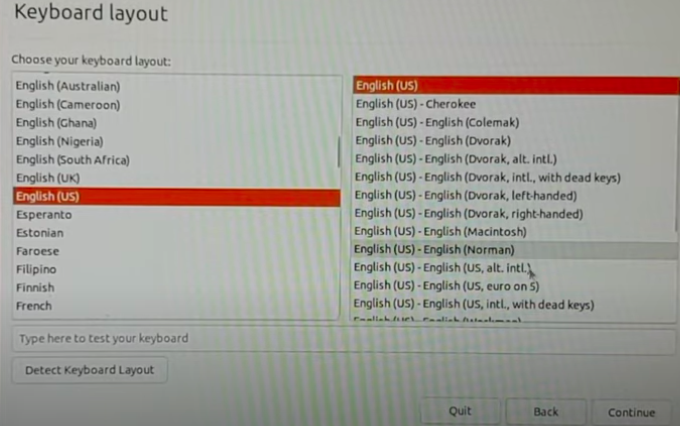 Keyboard layout
Choose your keyboard layout:
English (Australian)
English (Cameroon)
English (Ghana)
English (Nigeria)
English (South Africa)
English (UK)
English (US)
Esperanto
Estonian
Faroese
Filipino
Finnish
French
English (US)
English (US) - Cherokee
English (US) - English (Colemak)
English (US) - English (Dvorak)
English (US) - English (Dvorak, alt. intl.)
English (US) - English (Dvorak, intl., with dead keys)
English (US) - English (Dvorak, left-handed)
English (US) - English (Dvorak, right-handed)
English (US) - English (Macintosh)
English (US) - English (Norman)
English (US) - English (US, alt. intl.)
English (US) - English (US, euro on 5)
English (US) - English (US, intl., with dead keys)
English (US) - English (Workman)
Type here to test your keyboard
Detect Keyboard Layout
Quit
Back
Continue